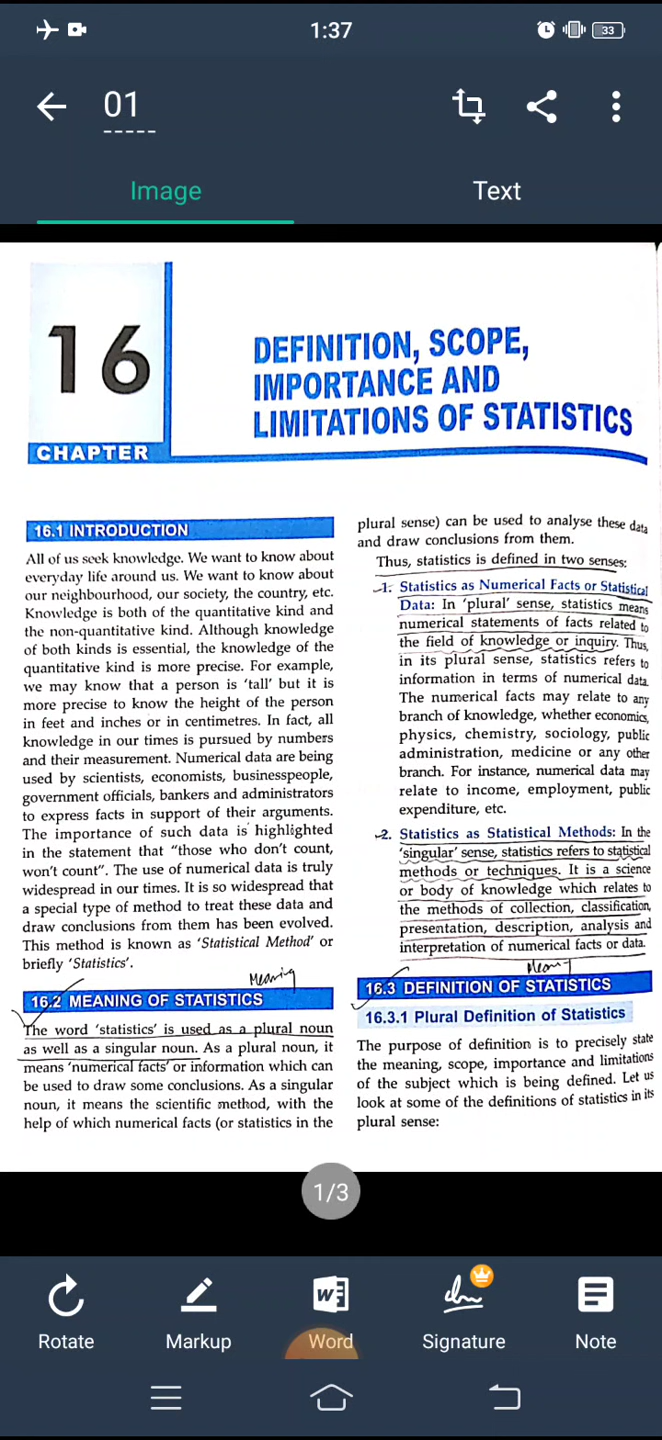 1:37
33
01
Image
Text
16
CHAPTER
DEFINITION, SCOPE,
IMPORTANCE AND
LIMITATIONS OF STATISTICS
16.1 INTRODUCTION
All of us seek knowledge. We want to know about
everyday life around us. We want to know about
our neighbourhood, our society, the country, etc.
Knowledge is both of the quantitative kind and
the non-quantitative kind. Although knowledge
of both kinds is essential, the knowledge of the
quantitative kind is more precise. For example,
we may know that a person is ‘tall’ but it is
more precise to know the height of the person
in feet and inches or in centimetres. In fact, all
knowledge in our times is pursued by numbers
and their measurement. Numerical data are being
used by scientists, economists, businesspeople,
government officials, bankers and administrators
to express facts in support of their arguments.
The importance of such data is highlighted
in the statement that “those who don’t count,
won’t count”. The use of numerical data is truly
widespread in our times. It is so widespread that
a special type of method to treat these data and
draw conclusions from them has been evolved.
This method is known as ‘Statistical Method’ or
briefly ‘Statistics’.
Meaning
16.2 MEANING OF STATISTICS
The word ‘statistics’ is used as a plural noun
as well as a singular noun. As a plural noun, it
means ‘numerical facts’ or information which can
be used to draw some conclusions. As a singular
noun, it means the scientific method, with the
help of which numerical facts (or statistics in the
plural sense) can be used to analyse these data
and draw conclusions from them.
Thus, statistics is defined in two senses:
1. Statistics as Numerical Facts or Statistical
Data: In ‘plural’ sense, statistics means
numerical statements of facts related to
the field of knowledge or inquiry. Thus,
in its plural sense, statistics refers to
information in terms of numerical data.
The numerical facts may relate to any
branch of knowledge, whether economics,
physics, chemistry, sociology, public
administration, medicine or any other
branch. For instance, numerical data may
relate to income, employment, public
expenditure, etc.
2. Statistics as Statistical Methods: In the
‘singular’ sense, statistics refers to statistical
methods or techniques. It is a science
or body of knowledge which relates to
the methods of collection, classification,
presentation, description, analysis and
interpretation of numerical facts or data.
16.3 DEFINITION OF STATISTICS
16.3.1 Plural Definition of Statistics
The purpose of definition is to precisely state
the meaning, scope, importance and limitations
of the subject which is being defined. Let us
look at some of the definitions of statistics in its
plural sense:
1/3
Rotate
Markup
Word
Signature
Note